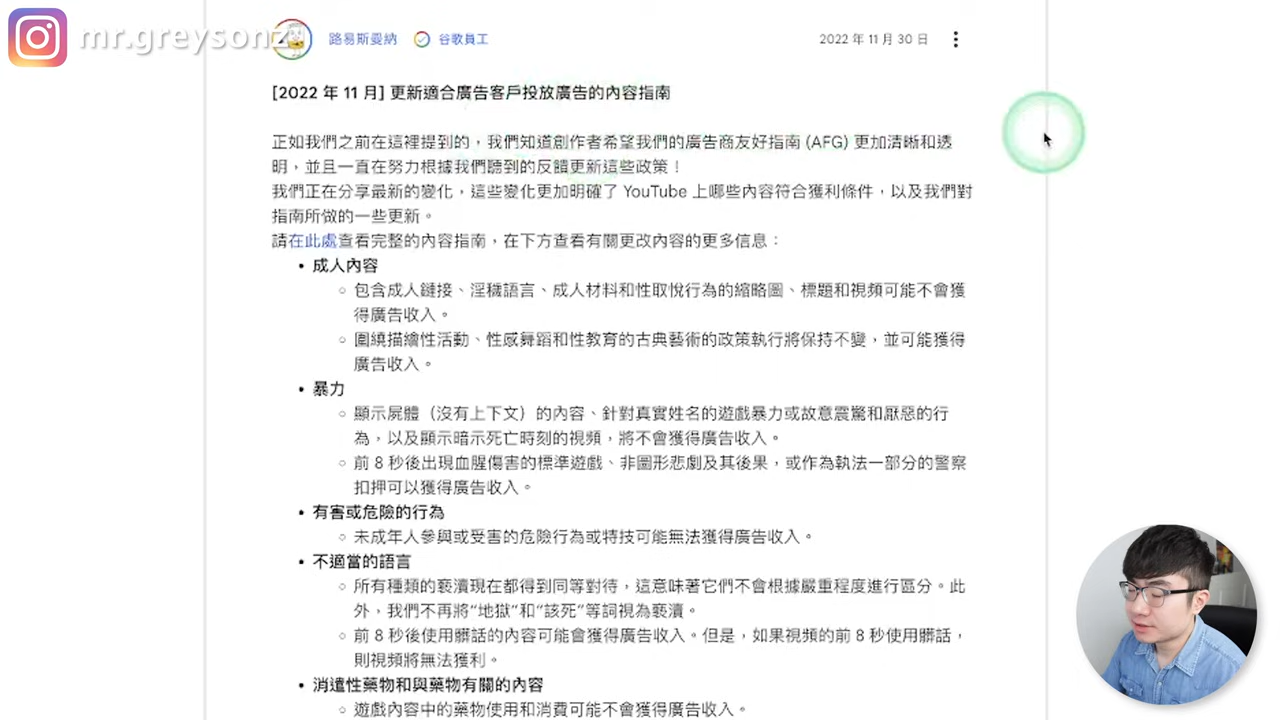 mr.greysonz
路易斯曼納 谷歌員工 2022 年 11 月 30 日
[2022 年 11 月] 更新適合廣告客戶投放廣告的內容指南
正如我們之前在這裡提到的，我們知道創作者希望我們的廣告商友好指南 (AFG) 更加清晰和透
明，並且一直在努力根據我們聽到的反饋更新這些政策！
我們正在分享最新的變化，這些變化更加明確了 YouTube 上哪些內容符合獲利條件，以及我們對
指南所做的一些更新。
請在此處查看完整的內容指南，在下方查看有關更改內容的更多信息：
• 成人內容
○ 包含成人鏈接、淫穢語言、成人材料和性取悅行為的縮略圖、標題和視頻可能不會獲
得廣告收入。
○ 圍繞描繪性活動、性感舞蹈和性教育的古典藝術的政策執行將保持不變，並可能獲得
廣告收入。
• 暴力
○ 顯示屍體（沒有上下文）的內容、針對真實姓名的遊戲暴力或故意震驚和厭惡的行
為，以及顯示暗示死亡時刻的視頻，將不會獲得廣告收入。
○ 前 8 秒後出現血腥傷害的標準遊戲、非圖形悲劇及其後果，或作為執法一部分的警察
扣押可以獲得廣告收入。
• 有害或危險的行為
○ 未成年人參與或受害的危險行為或特技可能無法獲得廣告收入。
• 不適當的語言
○ 所有種類的褻瀆現在都得到同等對待，這意味著它們不會根據嚴重程度進行區分。此
外，我們不再將“地獄”和“該死”等詞視為褻瀆。
○ 前 8 秒後使用髒話的內容可能會獲得廣告收入。但是，如果視頻的前 8 秒使用髒話，
則視頻將無法獲利。
• 消遣性藥物和與藥物有關的內容
○ 遊戲內容中的藥物使用和消費可能不會獲得廣告收入。